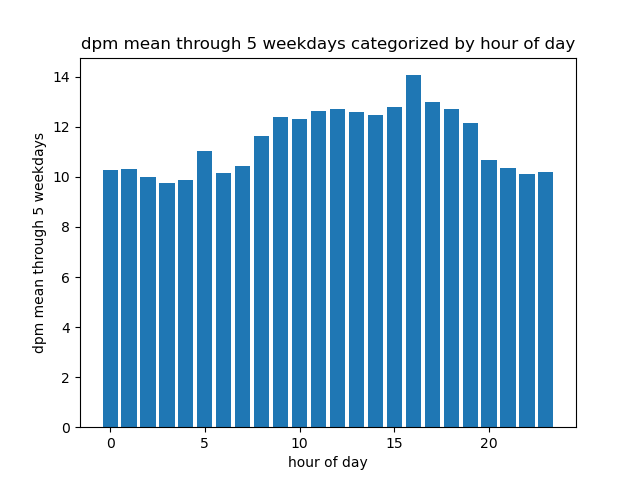 dpm mean through 5 weekdays categorized by hour of day
dpm mean through 5 weekdays
14
12
10
8
6
4
2
0
0 5 10 15 20
hour of day